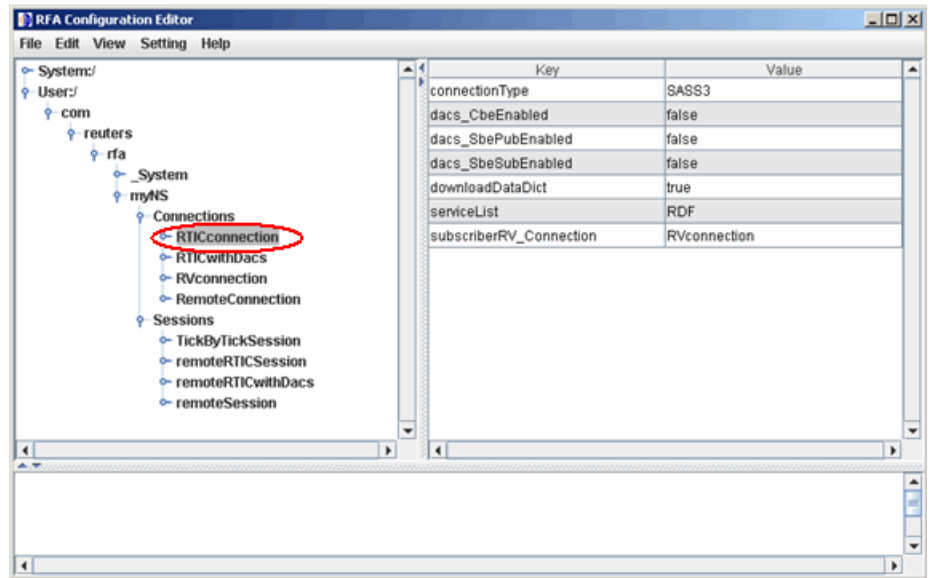 RFA Configuration Editor
File Edit View Setting Help
System:/
User:/
com
reuters
rfa
_System
myNS
Connections
RTICconnection
RTICwithDacs
RVconnection
RemoteConnection
Sessions
TickByTickSession
remoteRTICSession
remoteRTICwithDacs
remoteSession
Key Value
connectionType SASS3
dacs_CbeEnabled false
dacs_SbePubEnabled false
dacs_SbeSubEnabled false
downloadDataDict true
serviceList RDF
subscriberRV_Connection RVconnection